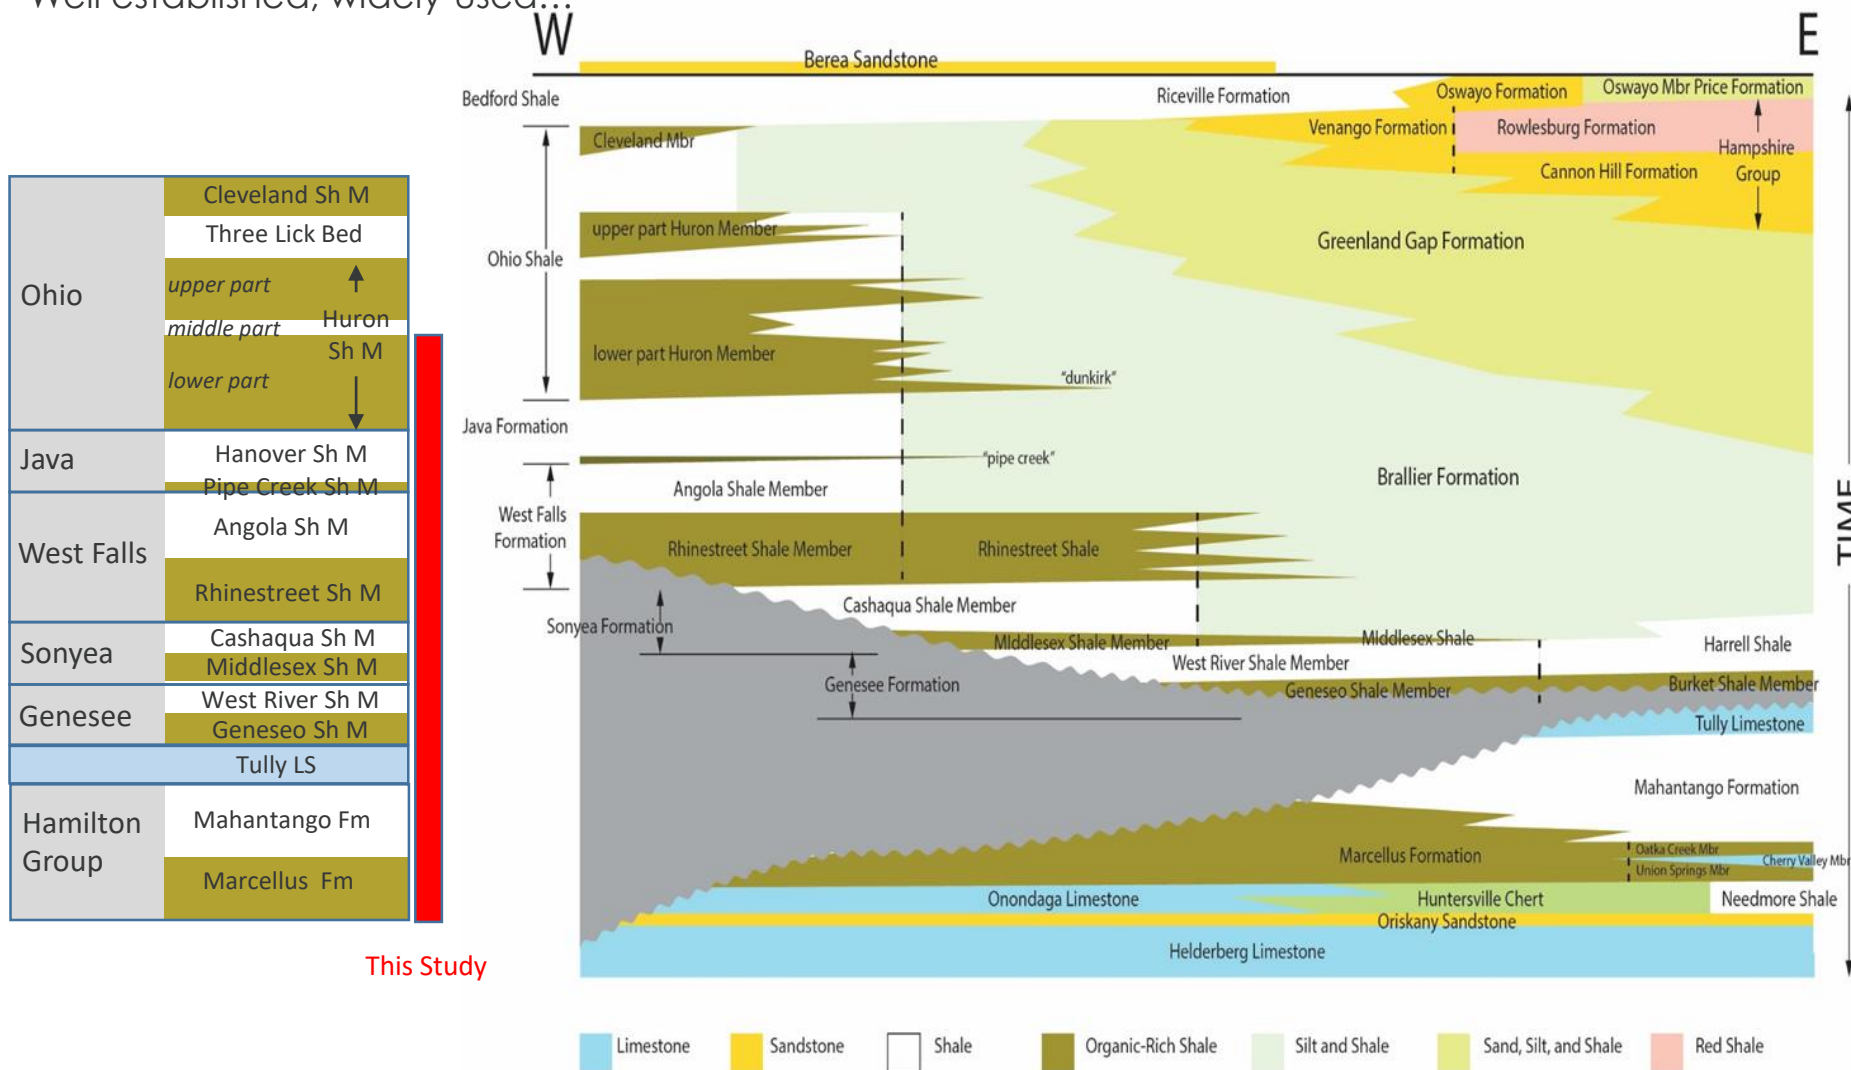 Well established, widely used...
W
E
Berea Sandstone
Bedford Shale
Riceville Formation
Oswayo Formation
Oswayo Mbr Price Formation
Cleveland Mbr
Venango Formation
Rowlesburg Formation
Hampshire
Group
Cannon Hill Formation
upper part Huron Member
Greenland Gap Formation
Ohio Shale
lower part Huron Member
"dunkirk"
Java Formation
"pipe creek"
Angola Shale Member
Brallier Formation
West Falls
Formation
Rhinestreet Shale Member
Rhinestreet Shale
TIME
Cashaqua Shale Member
Sonyea Formation
MIddlesex Shale Member
MIddlesex Shale
Harrell Shale
West River Shale Member
Genesee Formation
Geneseo Shale Member
Burket Shale Member
Tully Limestone
Mahantango Formation
Marcellus Formation
Oatka Creek Mbr
Cherry Valley Mbr
Union Springs Mbr
Onondaga Limestone
Huntersville Chert
Needmore Shale
Oriskany Sandstone
Helderberg Limestone
Limestone
Sandstone
Shale
Organic-Rich Shale
Silt and Shale
Sand, Silt, and Shale
Red Shale
Ohio
Cleveland Sh M
Three Lick Bed
upper part
middle part
Huron
Sh M
lower part
Java
Hanover Sh M
Pipe Creek Sh M
West Falls
Angola Sh M
Rhinestreet Sh M
Sonyea
Cashaqua Sh M
Middlesex Sh M
Genesee
West River Sh M
Geneseo Sh M
Tully LS
Hamilton
Group
Mahantango Fm
Marcellus Fm
This Study